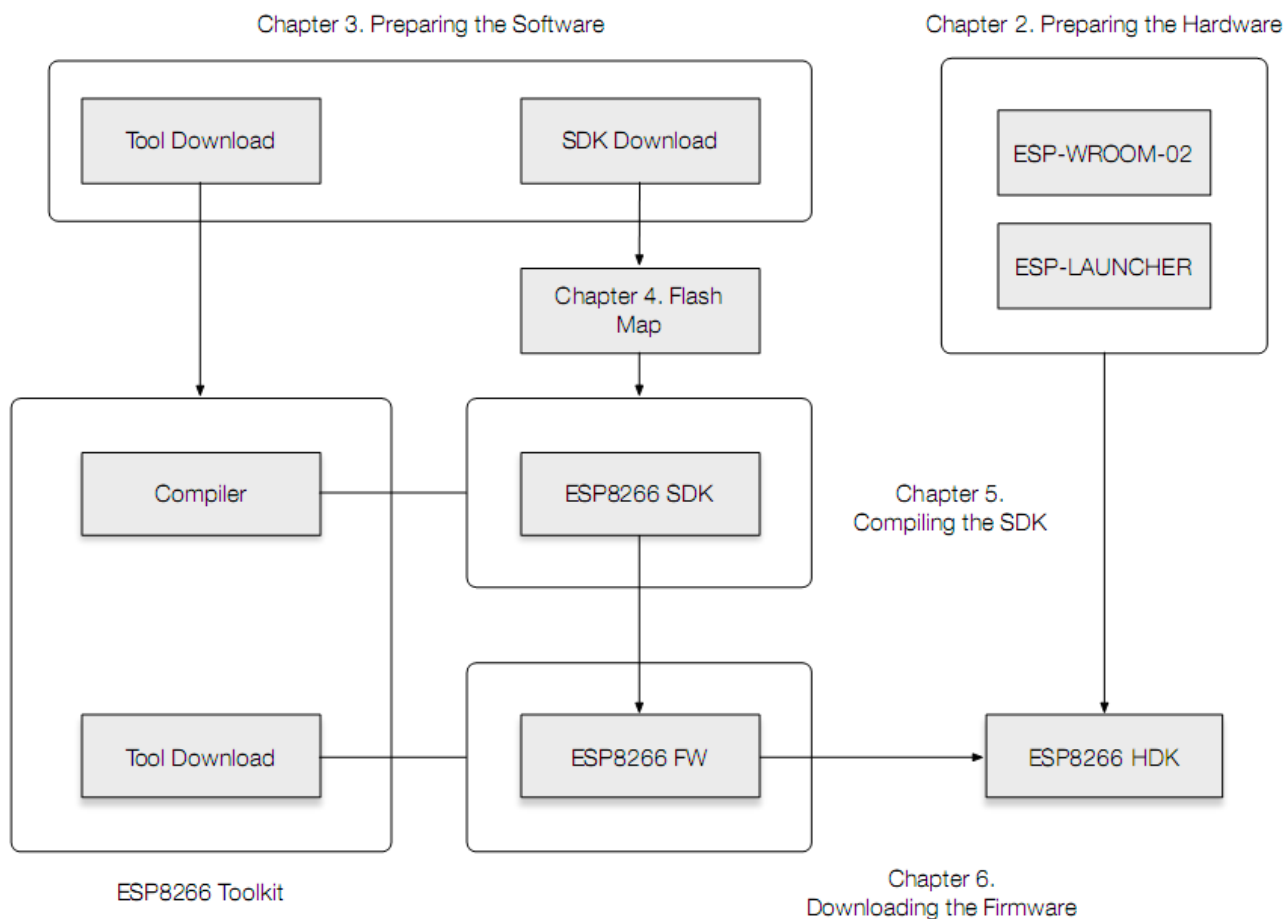 Chapter 3. Preparing the Software
Chapter 2. Preparing the Hardware
Tool Download
SDK Download
ESP-WROOM-02
ESP-LAUNCHER
Chapter 4. Flash
Map
Compiler
ESP8266 SDK
Chapter 5.
Compiling the SDK
Tool Download
ESP8266 FW
ESP8266 HDK
ESP8266 Toolkit
Chapter 6.
Downloading the Firmware